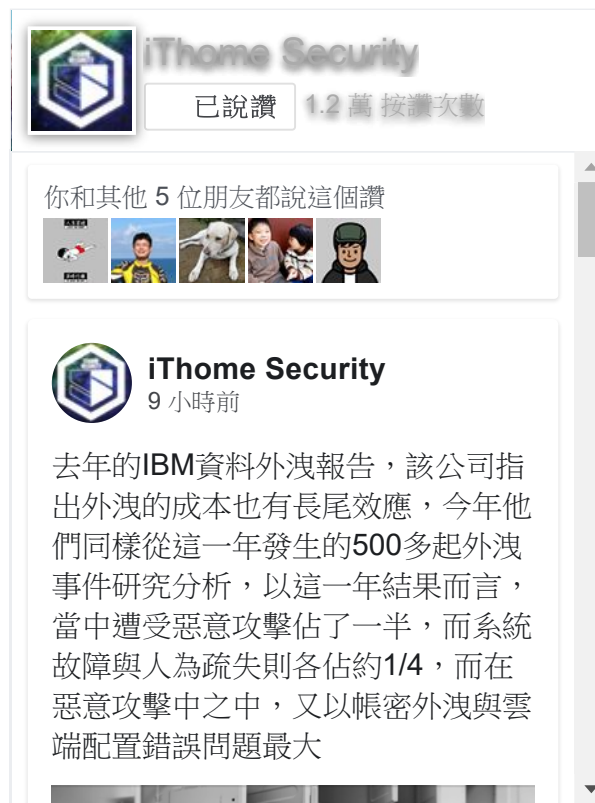 iThome Security
已說讚
1.2 萬 按讚次數
你和其他 5 位朋友都說這個讚
iThome Security
9 小時前
去年的IBM資料外洩報告，該公司指
出外洩的成本也有長尾效應，今年他
們同樣從這一年發生的500多起外洩
事件研究分析，以這一年結果而言，
當中遭受惡意攻擊佔了一半，而系統
故障與人為疏失則各佔約1/4，而在
惡意攻擊中之中，又以帳密外洩與雲
端配置錯誤問題最大